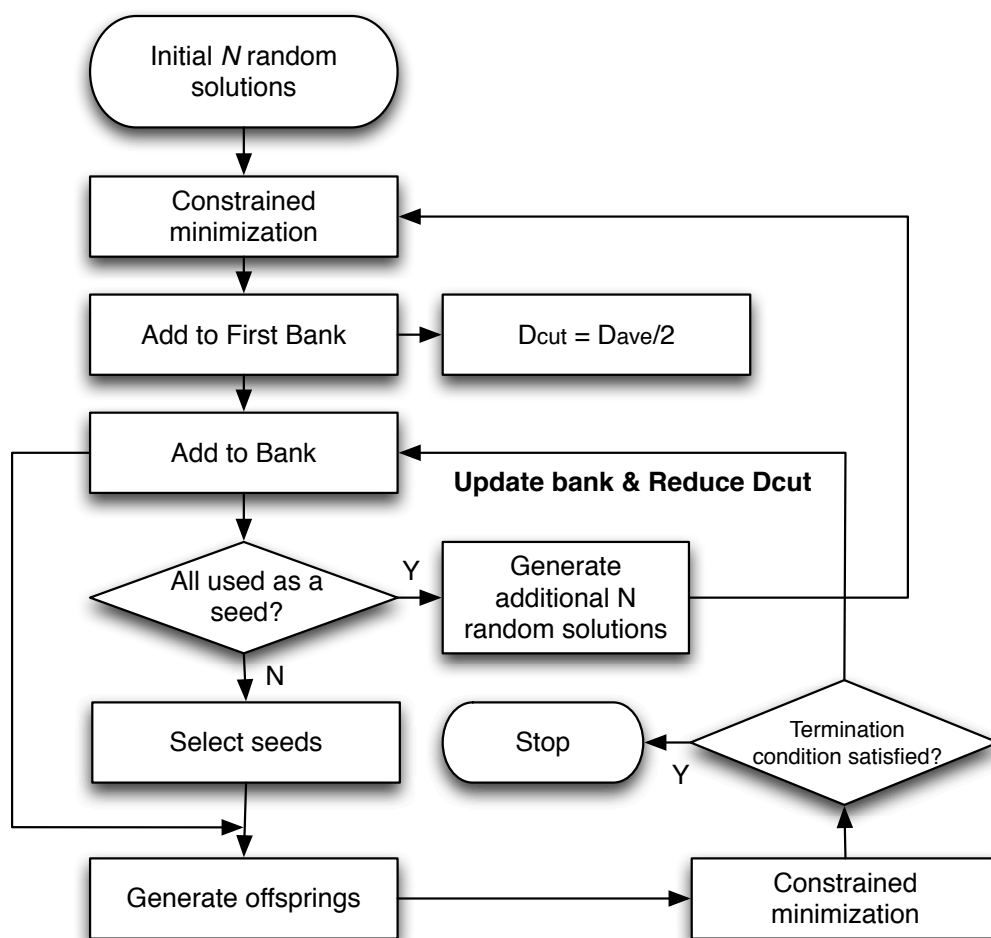 Initial N random
solutions
Constrained
minimization
Add to First Bank
Dcut = Dave/2
Add to Bank
Update bank & Reduce Dcut
All used as a
seed?
Y
Generate
additional N
random solutions
N
Select seeds
Stop
Termination
condition satisfied?
Y
Generate offsprings
Constrained
minimization